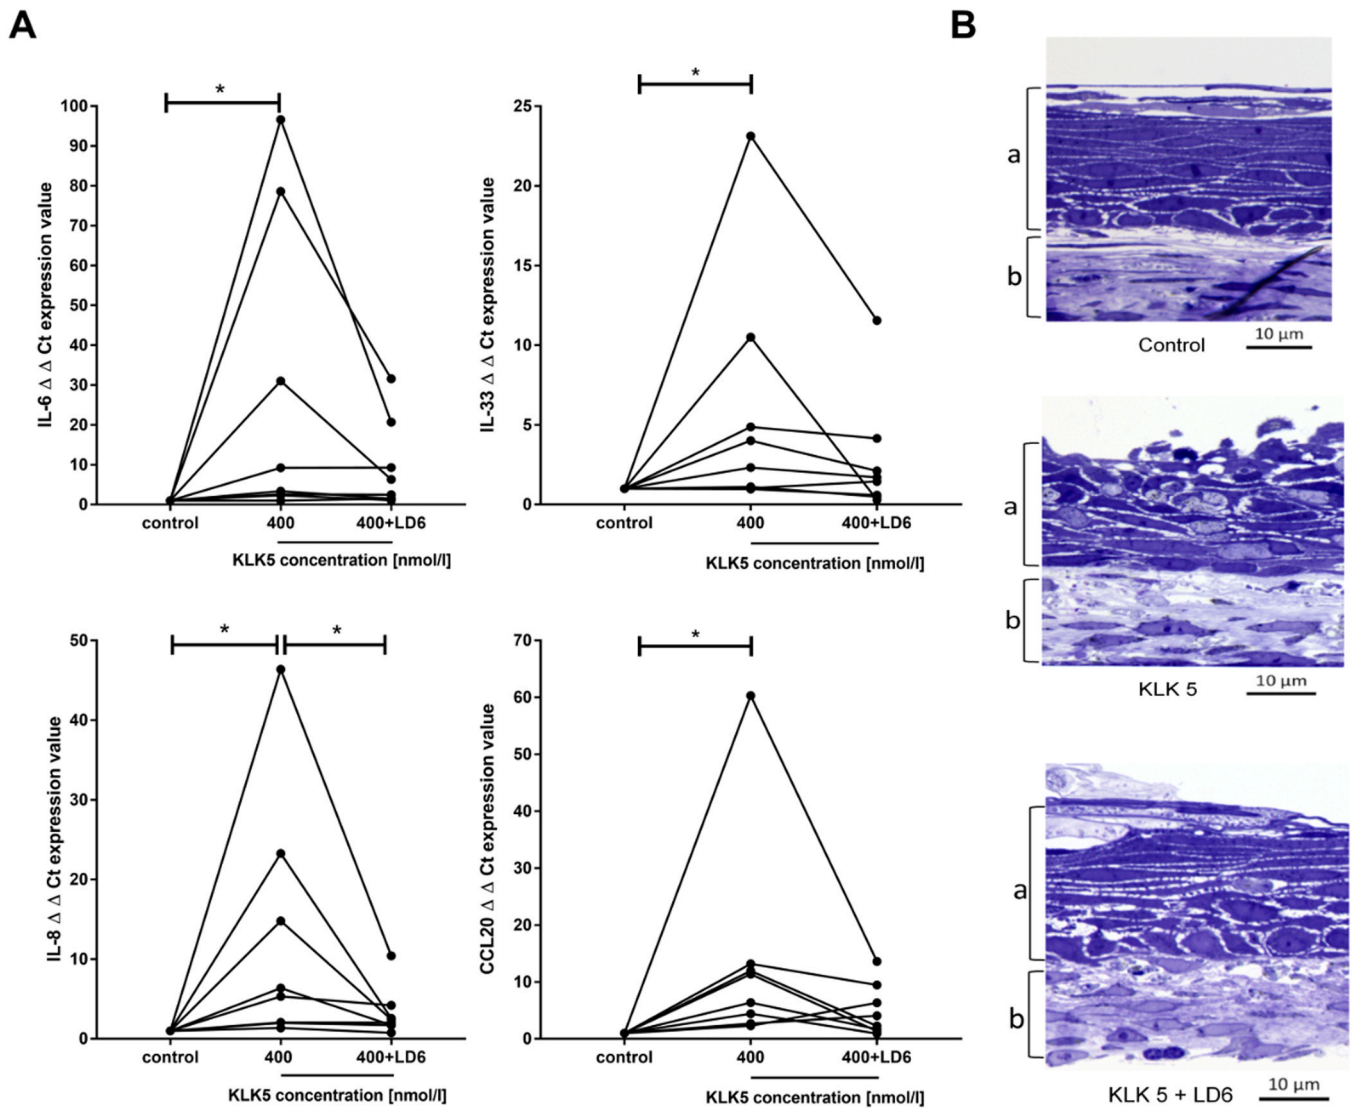 A
B
*
100
90
80
70
60
50
40
30
20
10
0
IL-6 Δ Δ Ct expression value
control
400
400+LD6
KLK5 concentration [nmol/l]
*
25
20
15
10
5
0
IL-33 Δ Δ Ct expression value
control
400
400+LD6
KLK5 concentration [nmol/l]
*
*
50
40
30
20
10
0
IL-8 Δ Δ Ct expression value
control
400
400+LD6
KLK5 concentration [nmol/l]
*
70
60
50
40
30
20
10
0
CCL20 Δ Δ Ct expression value
control
400
400+LD6
KLK5 concentration [nmol/l]
a
b
Control
10 µm
a
b
KLK 5
10 µm
a
b
KLK 5 + LD6
10 µm